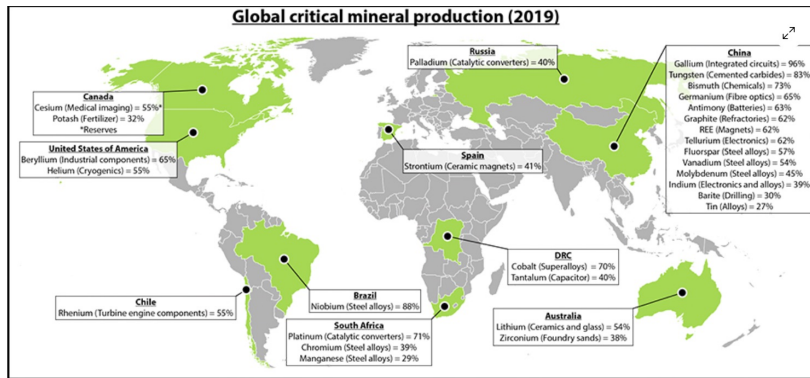 Global critical mineral production (2019)
Canada
Cesium (Medical imaging) = 55%*
Potash (Fertilizer) = 32%
*Reserves
United States of America
Beryllium (Industrial components) = 65%
Helium (Cryogenics) = 55%
Russia
Palladium (Catalytic converters) = 40%
China
Gallium (Integrated circuits) = 96%
Tungsten (Cemented carbides) = 83%
Bismuth (Chemicals) = 73%
Germanium (Fibre optics) = 65%
Antimony (Batteries) = 63%
Graphite (Refractories) = 62%
REE (Magnets) = 62%
Tellurium (Electronics) = 62%
Fluorspar (Steel alloys) = 57%
Vanadium (Steel alloys) = 54%
Molybdenum (Steel alloys) = 45%
Indium (Electronics and alloys) = 39%
Barite (Drilling) = 30%
Tin (Alloys) = 27%
Spain
Strontium (Ceramic magnets) = 41%
DRC
Cobalt (Superalloys) = 70%
Tantalum (Capacitor) = 40%
Chile
Rhenium (Turbine engine components) = 55%
Brazil
Niobium (Steel alloys) = 88%
South Africa
Platinum (Catalytic converters) = 71%
Chromium (Steel alloys) = 39%
Manganese (Steel alloys) = 29%
Australia
Lithium (Ceramics and glass) = 54%
Zirconium (Foundry sands) = 38%